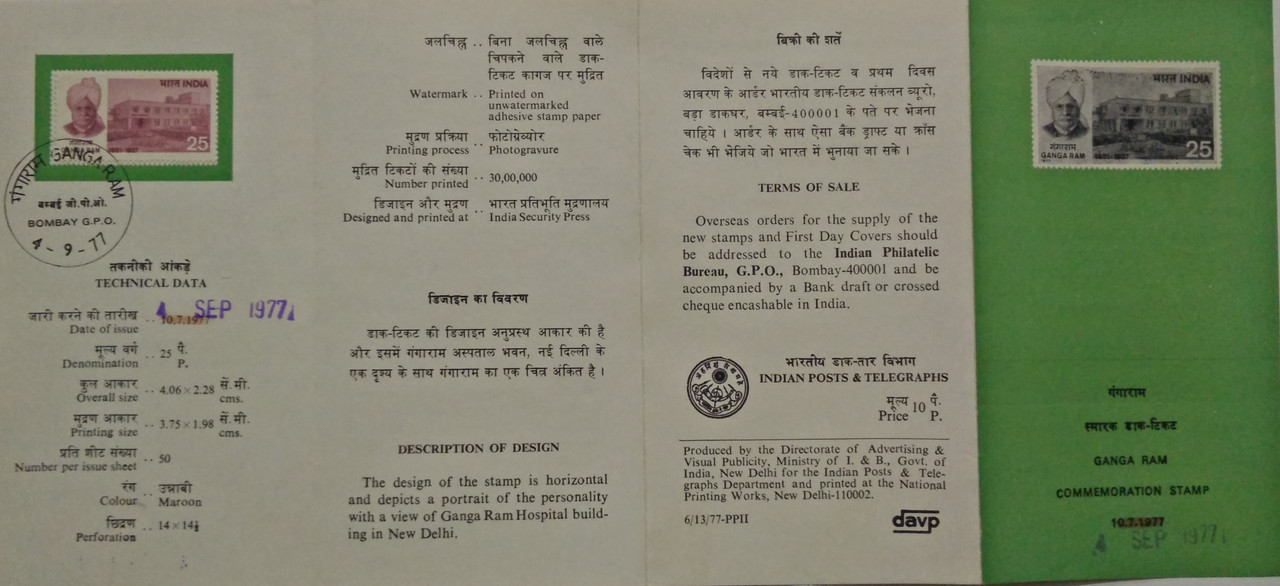 भारत INDIA
25
गंगाराम
GANGA RAM
गंगाराम GANGA RAM
बम्बई जी.पी.ओ.
BOMBAY G.P.O.
4-9-77
तकनीकी आंकड़े
TECHNICAL DATA
जारी करने की तारीख .. 10.7.1977
4 SEP 1977
Date of issue
मूल्य वर्ग .. 25 पै.
Denomination P.
कुल आकार .. 4.06×2.28 सें.मी.
Overall size cms.
मुद्रण आकार .. 3.75×1.98 सें.मी.
Printing size cms.
प्रति शीट संख्या .. 50
Number per issue sheet
रंग .. उन्नाबी
Colour Maroon
छिद्रण .. 14×14½
Perforation
जलचिह्न .. बिना जलचिह्न वाले
चिपकने वाले डाक-
टिकट कागज पर मुद्रित
Watermark .. Printed on
unwatermarked
adhesive stamp paper
मुद्रण प्रक्रिया .. फोटोग्रेव्योर
Printing process Photogravure
मुद्रित टिकटों की संख्या .. 30,00,000
Number printed
डिजाइन और मुद्रण .. भारत प्रतिभूति मुद्रणालय
Designed and printed at India Security Press
डिजाइन का विवरण
डाक-टिकट की डिजाइन अनुप्रस्थ आकार की है
और इसमें गंगाराम अस्पताल भवन, नई दिल्ली के
एक दृश्य के साथ गंगाराम का एक चित्र अंकित है ।
DESCRIPTION OF DESIGN
The design of the stamp is horizontal
and depicts a portrait of the personality
with a view of Ganga Ram Hospital build-
ing in New Delhi.
बिक्री की शर्तें
विदेशों से नये डाक-टिकट व प्रथम दिवस
आवरण के आर्डर भारतीय डाक-टिकट संकलन ब्यूरो,
बड़ा डाकघर, बम्बई-400001 के पते पर भेजना
चाहिये । आर्डर के साथ ऐसा बैंक ड्राफ्ट या क्रॉस
चेक भी भेजिये जो भारत में भुनाया जा सके ।
TERMS OF SALE
Overseas orders for the supply of the
new stamps and First Day Covers should
be addressed to the Indian Philatelic
Bureau, G.P.O., Bombay-400001 and be
accompanied by a Bank draft or crossed
cheque encashable in India.
भारतीय डाक-तार विभाग
INDIAN POSTS & TELEGRAPHS
मूल्य 10 पै.
Price P.
Produced by the Directorate of Advertising &
Visual Publicity, Ministry of I. & B., Govt. of
India, New Delhi for the Indian Posts & Tele-
graphs Department and printed at the National
Printing Works, New Delhi-110002.
6/13/77-PPII
davp
भारत INDIA
25
गंगाराम
GANGA RAM
गंगाराम
स्मारक डाक-टिकट
GANGA RAM
COMMEMORATION STAMP
10.7.1977
4 SEP 1977